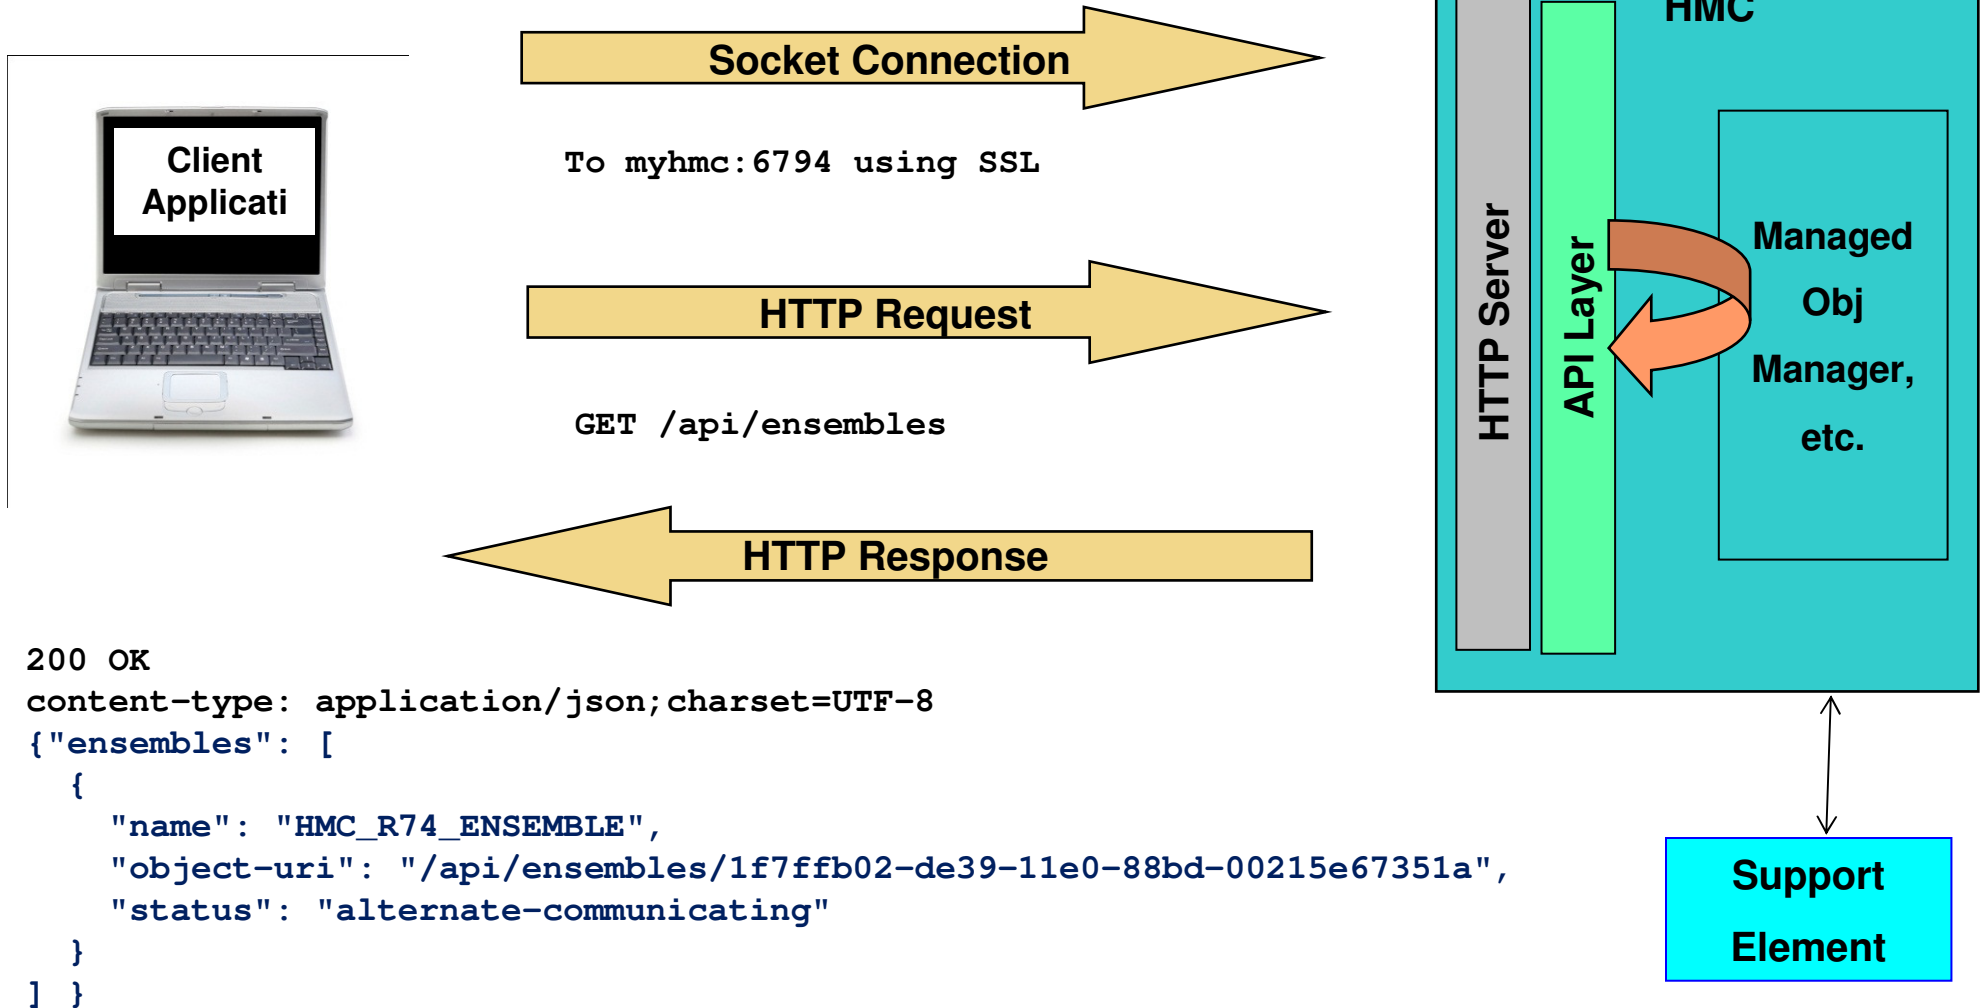 HMC
Socket Connection
To myhmc:6794 using SSL
Client
Applicati
HTTP Request
GET /api/ensembles
HTTP Response
HTTP Server
API Layer
Managed
Obj
Manager,
etc.
200 OK
content-type: application/json;charset=UTF-8
{"ensembles": [
  {
    "name": "HMC_R74_ENSEMBLE",
    "object-uri": "/api/ensembles/1f7ffb02-de39-11e0-88bd-00215e67351a",
    "status": "alternate-communicating"
  }
] }
Support
Element